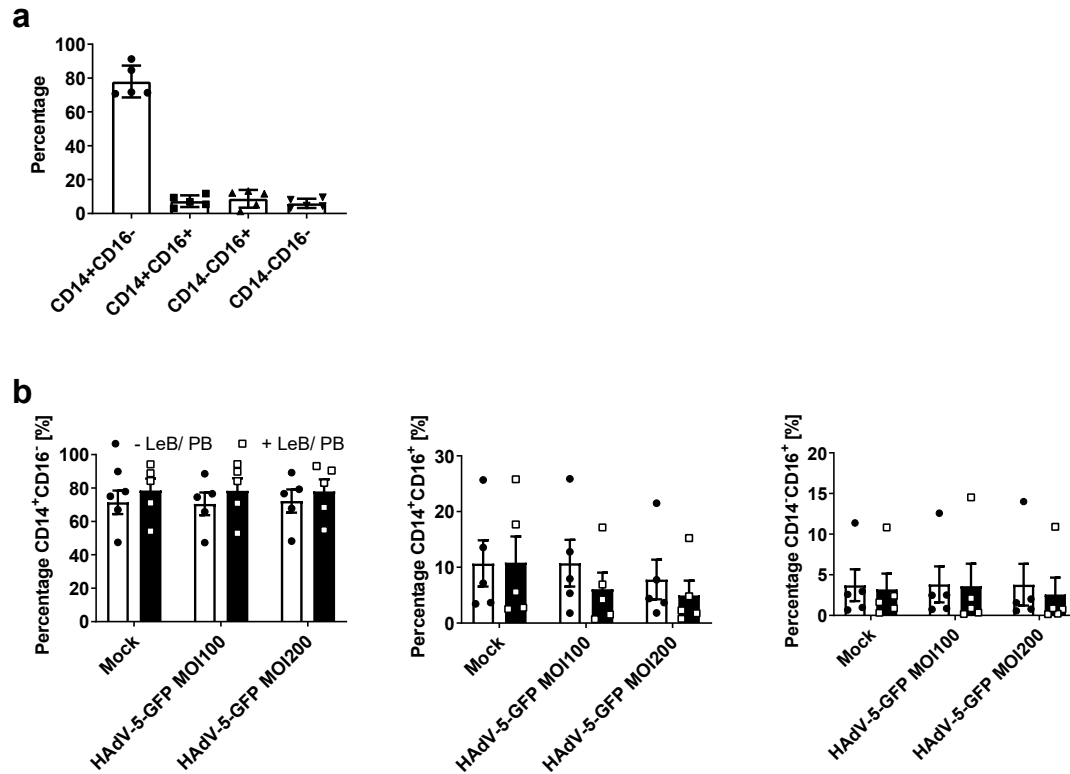 a
Percentage
100
80
60
40
20
0
CD14+CD16-
CD14+CD16+
CD14-CD16+
CD14-CD16-
b
Percentage CD14⁺CD16⁻ [%]
- LeB/ PB
+ LeB/ PB
100
80
60
40
20
0
Mock
HAdV-5-GFP MOI100
HAdV-5-GFP MOI200
Percentage CD14⁺CD16⁺ [%]
30
20
10
0
Mock
HAdV-5-GFP MOI100
HAdV-5-GFP MOI200
Percentage CD14⁻CD16⁺ [%]
20
15
10
5
0
Mock
HAdV-5-GFP MOI100
HAdV-5-GFP MOI200